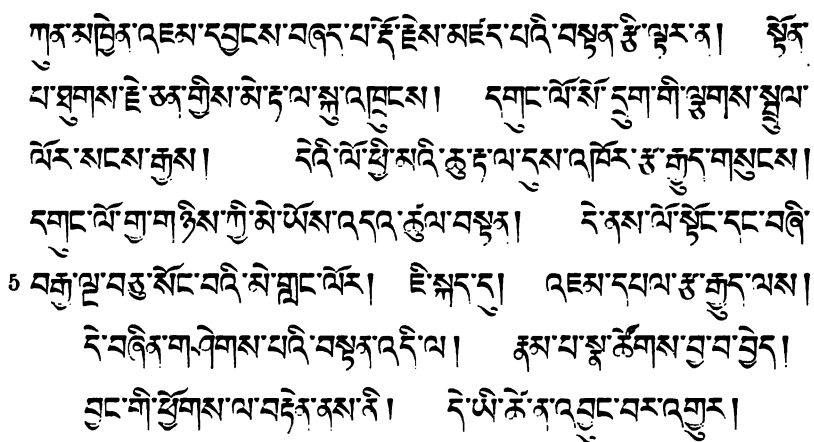 ཀུན་མཁྱེན་འཇམ་དབྱངས་བཞད་པ་རྡོ་རྗེས་མཛད་པའི་བསྟན་རྩི་ལྟར་ན། སྟོན་
པ་ཐུགས་རྗེ་ཅན་གྱིས་མེ་རྟ་ལ་སྐུ་འཁྲུངས། དགུང་ལོ་སོ་དྲུག་གི་ལྕགས་སྦྲུལ་
ལོར་སངས་རྒྱས། དེའི་ལོ་ཕྱི་མའི་ཆུ་རྟ་ལ་དུས་འཁོར་རྩ་རྒྱུད་གསུངས།
དགུང་ལོ་གྱ་གཉིས་ཀྱི་མེ་ཡོས་འདའ་ཚུལ་བསྟན། དེ་ནས་ལོ་སྟོང་དང་བཞི་
5 བརྒྱ་ལྔ་བཅུ་སོང་བའི་མེ་གླང་ལོར། ཇི་སྐད་དུ། འཇམ་དཔལ་རྩ་རྒྱུད་ལས།
དེ་བཞིན་གཤེགས་པའི་བསྟན་འདི་ལ། རྣམ་པ་སྣ་ཚོགས་བྱ་བ་བྱེད།
བྱང་གི་ཕྱོགས་ལ་བརྟེན་ནས་ནི། དེ་ཡི་ཚེ་ན་འབྱུང་བར་འགྱུར།